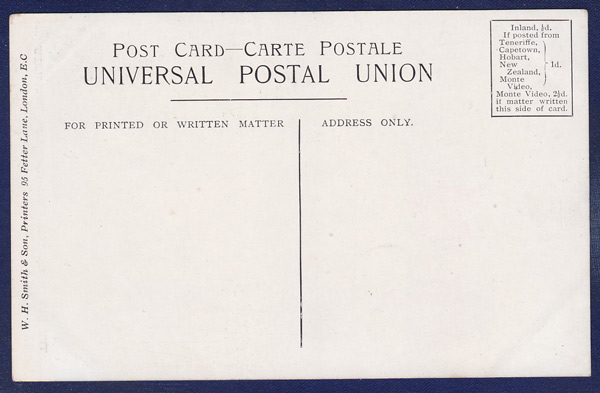 POST CARD—CARTE POSTALE
UNIVERSAL POSTAL UNION
FOR PRINTED OR WRITTEN MATTER
ADDRESS ONLY.
Inland, ½d.
If posted from
Teneriffe,
Capetown,
Hobart,
New
Zealand,
Monte
Video,
1d.
Monte Video, 2½d.
if matter written
this side of card.
W. H. Smith & Son, Printers 95 Fetter Lane, London, E.C